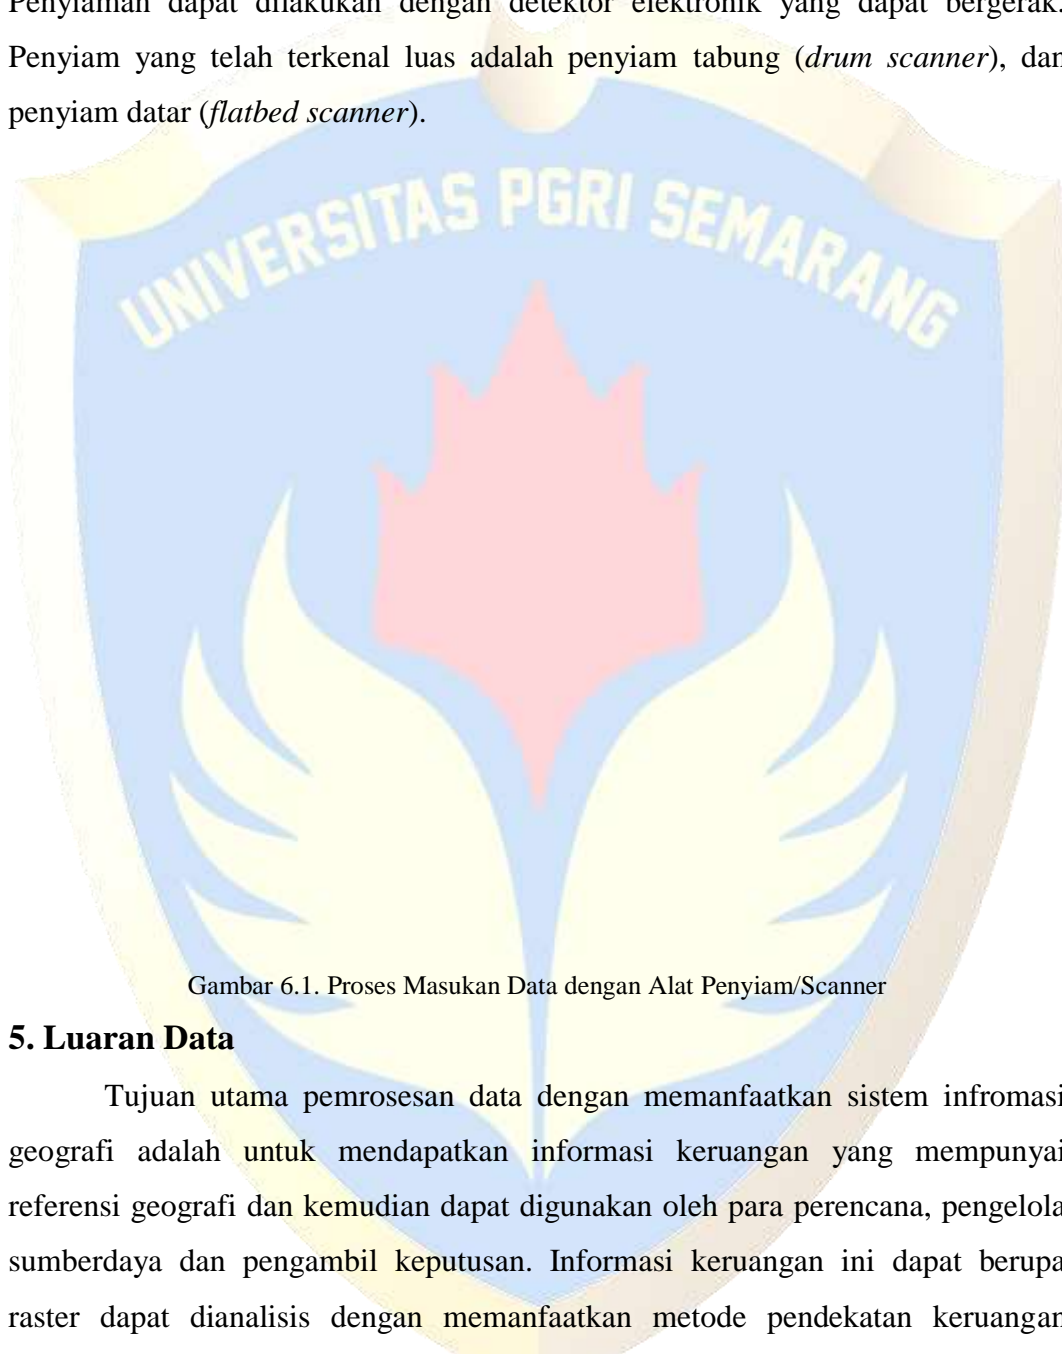 Penyiaman dapat dilakukan dengan detektor elektronik yang dapat bergerak.
Penyiam yang telah terkenal luas adalah penyiam tabung (drum scanner), dan
penyiam datar (flatbed scanner).
UNIVERSITAS PGRI SEMARANG
Gambar 6.1. Proses Masukan Data dengan Alat Penyiam/Scanner
5. Luaran Data
Tujuan utama pemrosesan data dengan memanfaatkan sistem infromasi
geografi adalah untuk mendapatkan informasi keruangan yang mempunyai
referensi geografi dan kemudian dapat digunakan oleh para perencana, pengelola
sumberdaya dan pengambil keputusan. Informasi keruangan ini dapat berupa
raster dapat dianalisis dengan memanfaatkan metode pendekatan keruangan